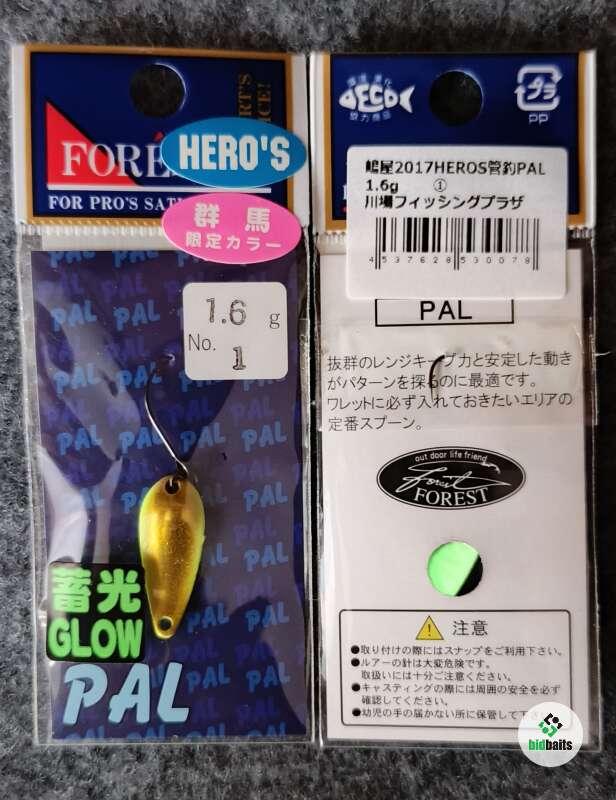 FORÉ
HERO'S
FOR PRO'S SATI
群馬
限定カラー
1.6 g
No. 1
PAL
蓄光
GLOW
PAL
ECO
協力商品
プラ
PP
嶋屋2017HEROS管釣PAL
1.6g ①
川場フィッシングプラザ
4537628530078
PAL
抜群のレンジキープ力と安定した動き
がパターンを探るのに最適です。
ワレットに必ず入れておきたいエリアの
定番スプーン。
out door life friend
Forest
FOREST
注意
●取り付けの際にはスナップをご利用下さい。
●ルアーの針は大変危険です。
取扱いには十分ご注意ください。
●キャスティングの際には周囲の安全を必ず
確認してください。
●幼児の手の届かない所に保管して下
bidbaits